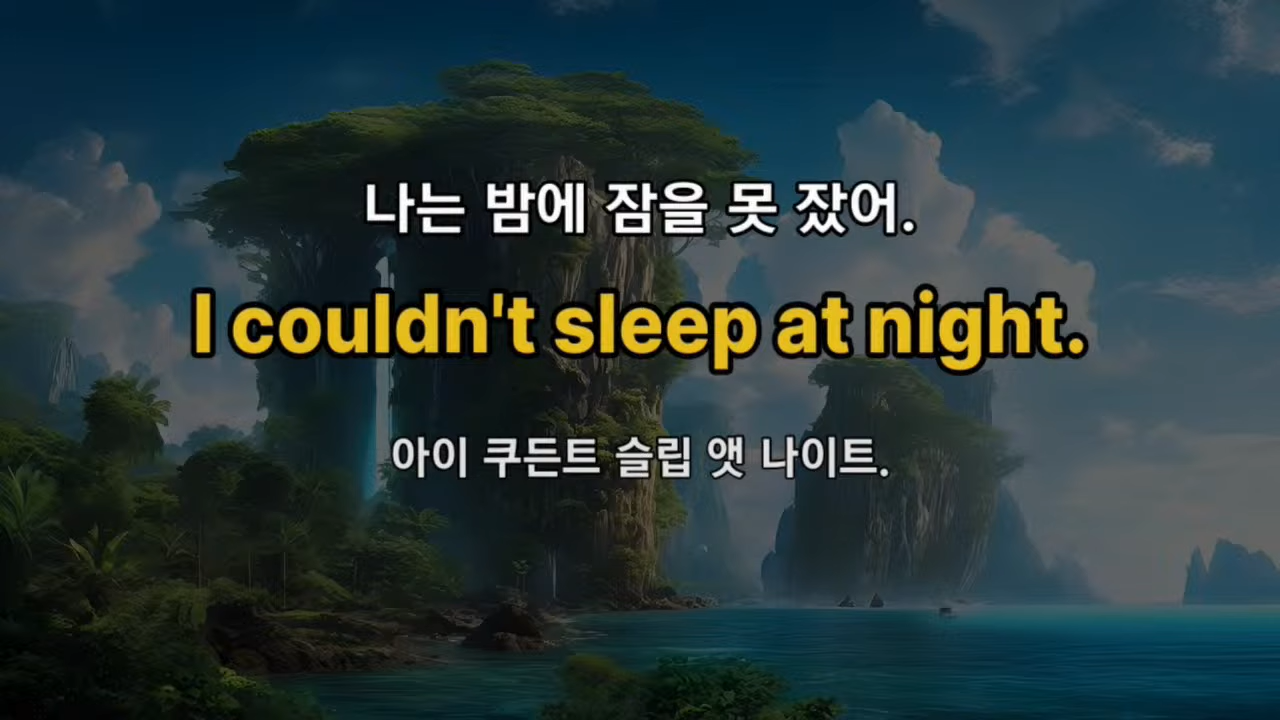 나는 밤에 잠을 못 잤어.
I couldn't sleep at night.
아이 쿠든트 슬립 앳 나이트.